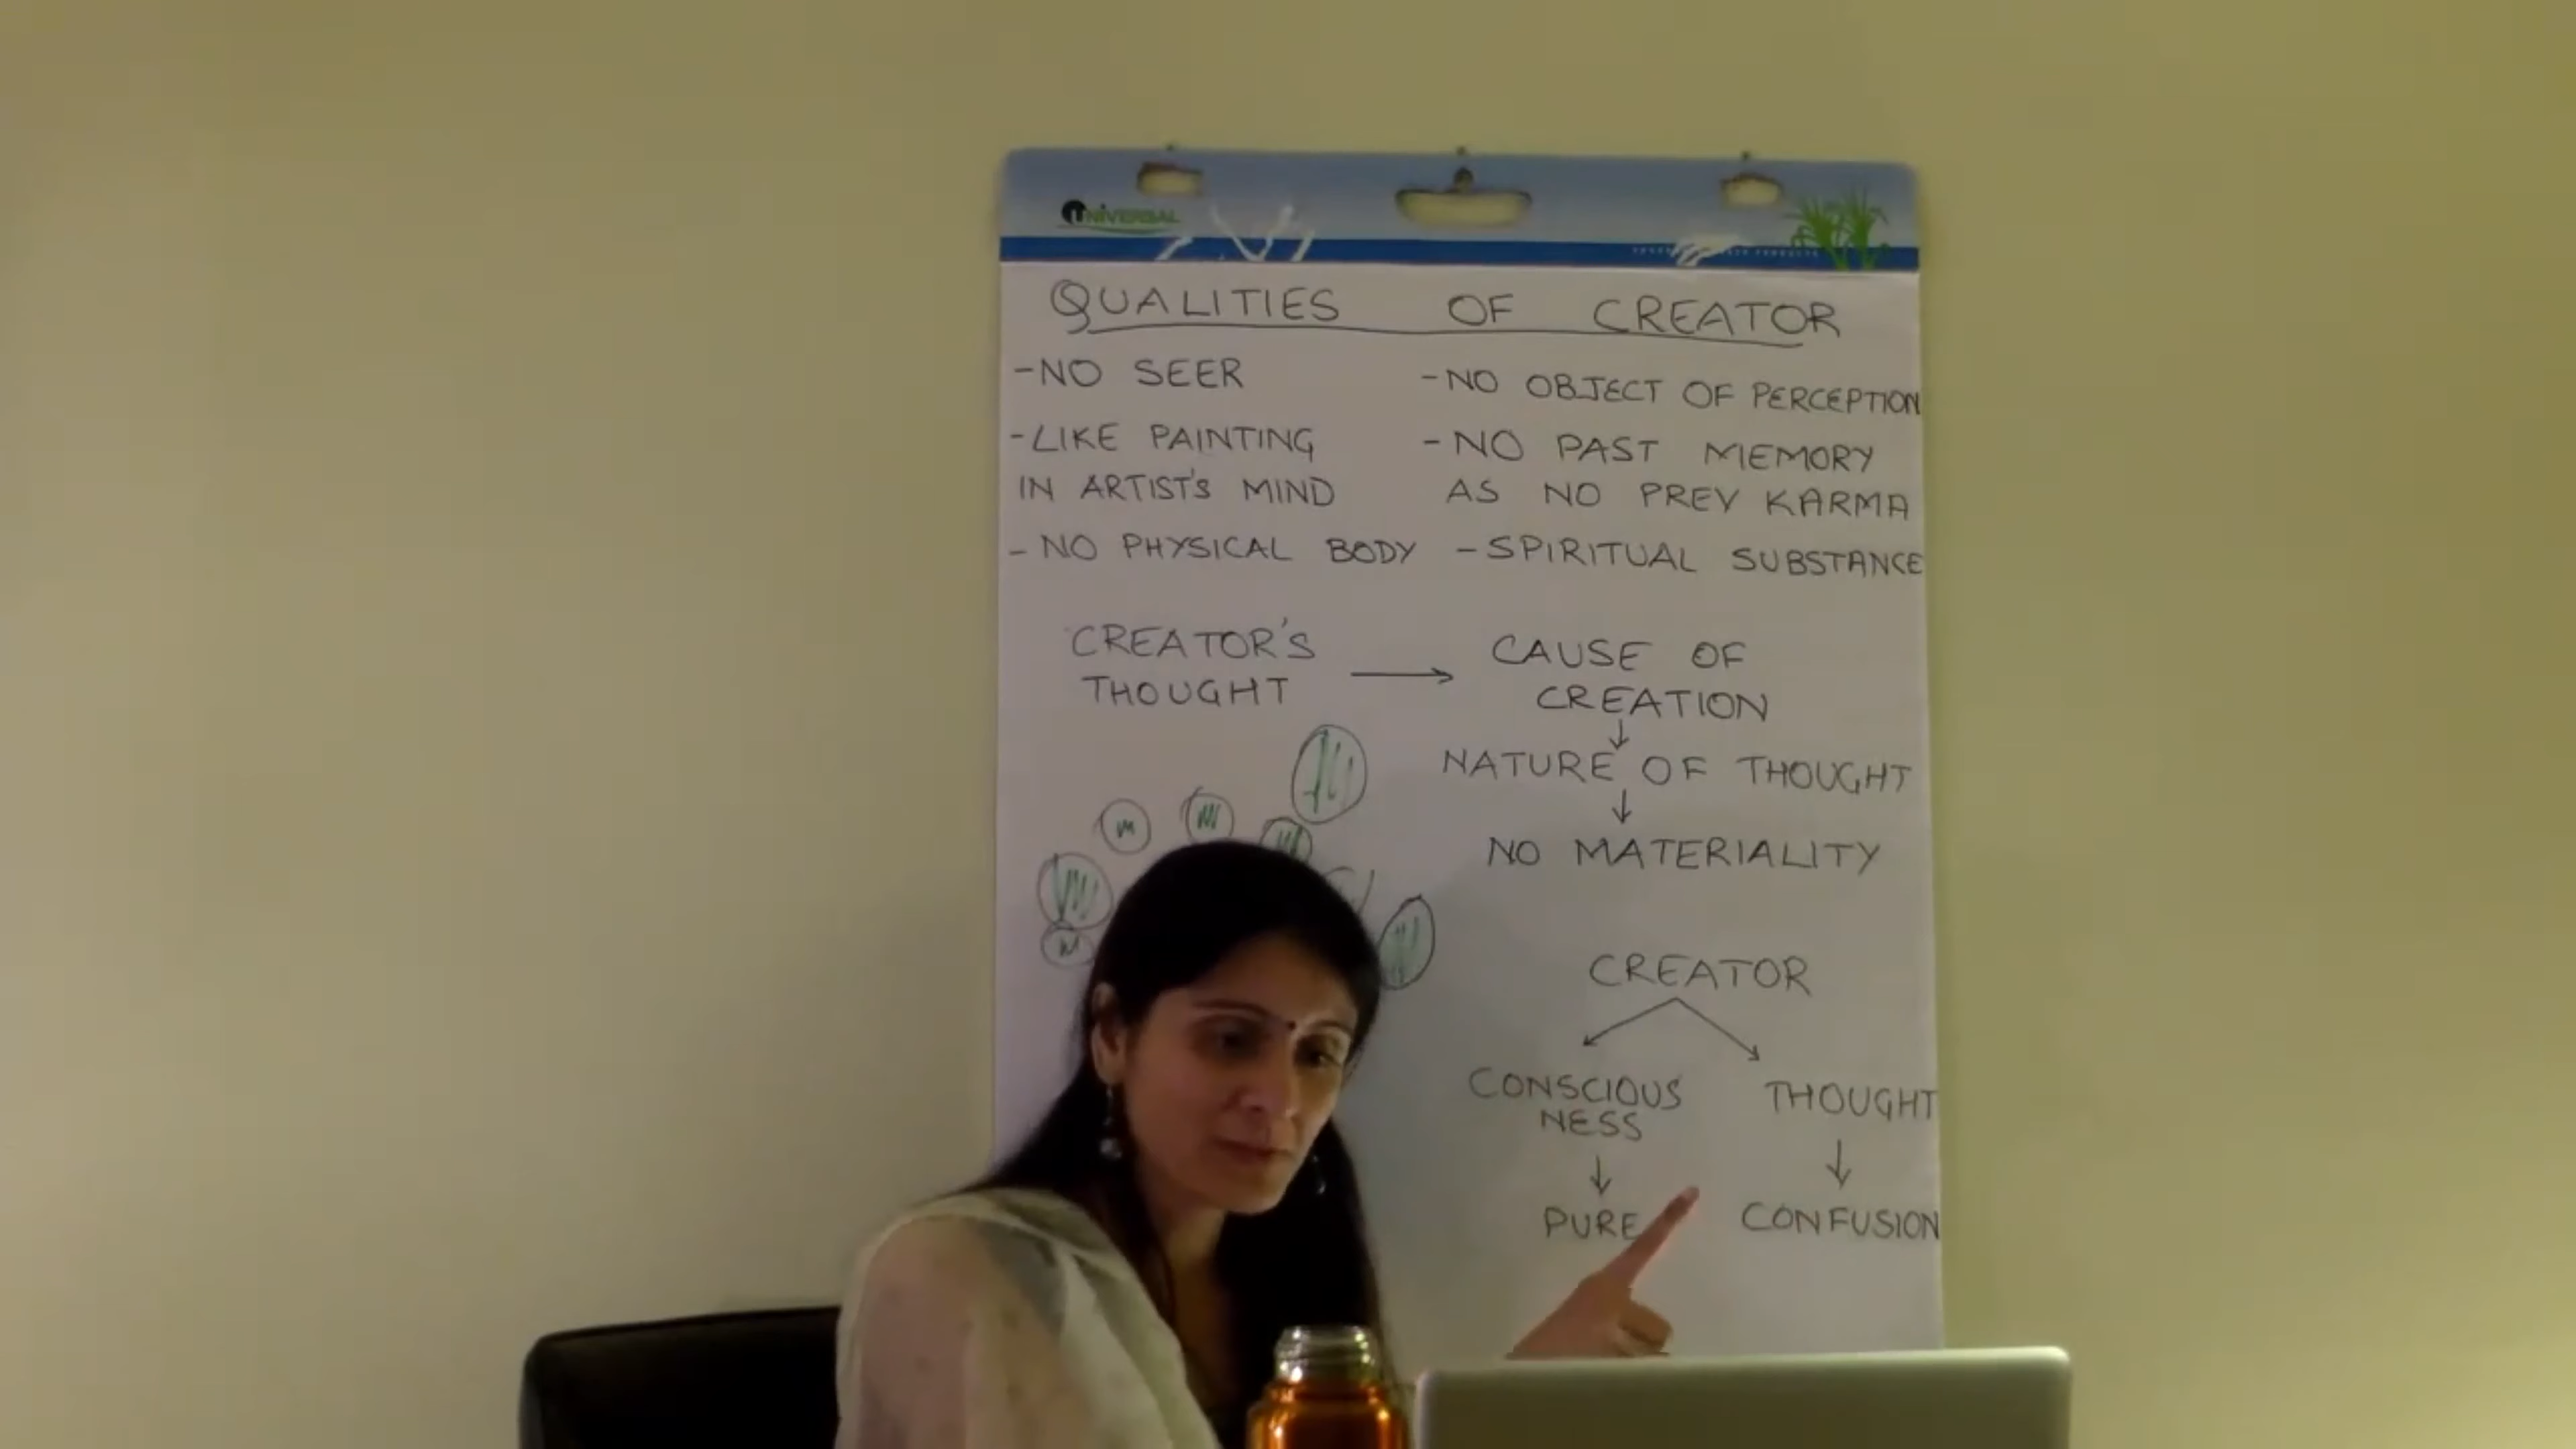 UNIVERSAL
QUALITIES OF CREATOR
-NO SEER
-NO OBJECT OF PERCEPTION
-LIKE PAINTING
IN ARTIST'S MIND
-NO PAST MEMORY
AS NO PREV KARMA
-NO PHYSICAL BODY
-SPIRITUAL SUBSTANCE
CREATOR'S
THOUGHT
→
CAUSE OF
CREATION
↓
NATURE OF THOUGHT
↓
NO MATERIALITY
CREATOR
CONSCIOUS
NESS
↓
PURE
THOUGHT
↓
CONFUSION